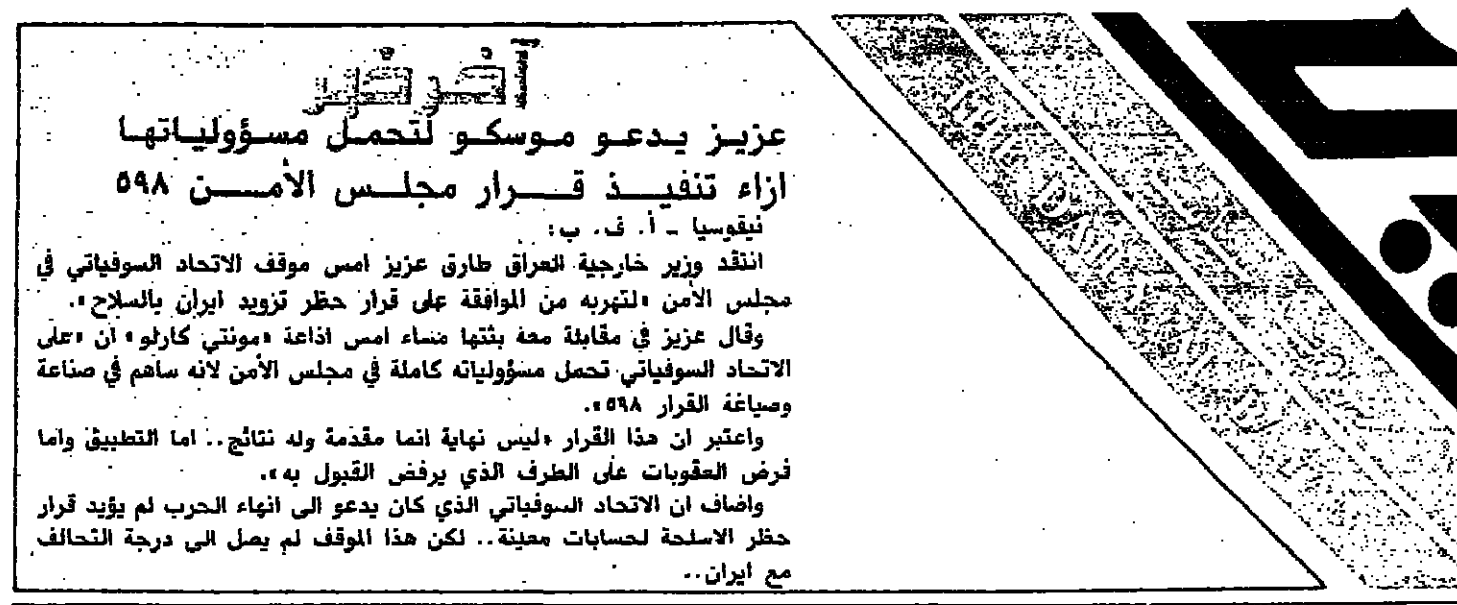 آخر خبر
عزيز يدعو موسكو لتحمل مسؤولياتها
ازاء تنفيذ قرار مجلس الأمن ٥٩٨
نيقوسيا - أ. ف. ب:
انتقد وزير خارجية العراق طارق عزيز امس موقف الاتحاد السوفياتي في
مجلس الأمن «لتهربه من الموافقة على قرار حظر تزويد ايران بالسلاح».
وقال عزيز في مقابلة معه بثتها مساء امس اذاعة «مونتي كارلو» ان «على
الاتحاد السوفياتي تحمل مسؤولياته كاملة في مجلس الأمن لانه ساهم في صناعة
وصياغة القرار ٥٩٨».
واعتبر ان هذا القرار «ليس نهاية انما مقدمة وله نتائج.. اما التطبيق واما
فرض العقوبات على الطرف الذي يرفض القبول به».
واضاف ان الاتحاد السوفياتي الذي كان يدعو الى انهاء الحرب لم يؤيد قرار
حظر الاسلحة لحسابات معينة.. لكن هذا الموقف لم يصل الى درجة التحالف
مع ايران..